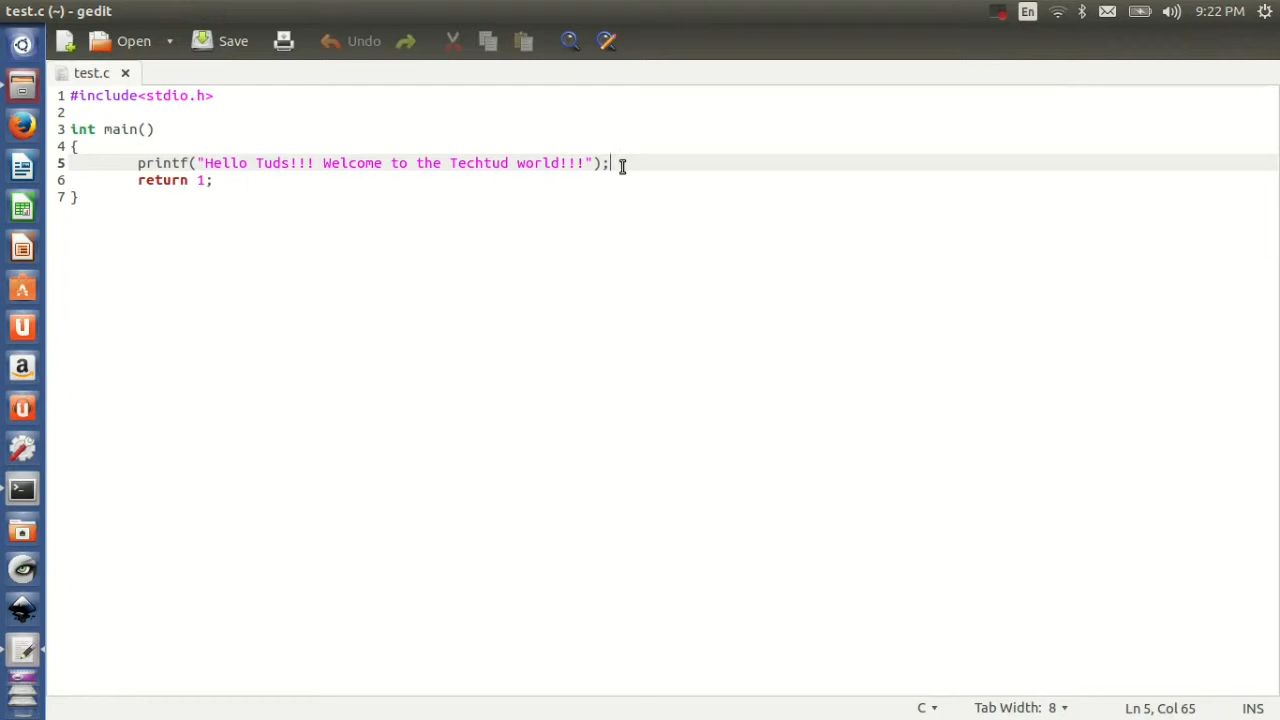 test.c (~) - gedit
En
9:22 PM
Open
Save
Undo
test.c
1 #include<stdio.h>
2
3 int main()
4 {
5 printf("Hello Tuds!!! Welcome to the Techtud world!!!");
6 return 1;
7 }
C
Tab Width: 8
Ln 5, Col 65
INS